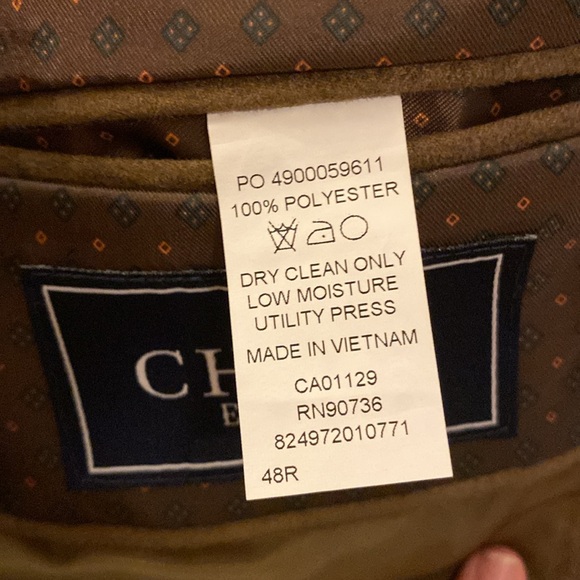 PO 4900059611
100% POLYESTER
DRY CLEAN ONLY
LOW MOISTURE
UTILITY PRESS
MADE IN VIETNAM
CA01129
RN90736
824972010771
48R